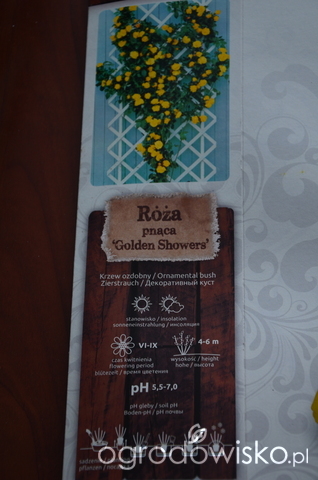 Róża
pnąca
'Golden Showers'
Krzew ozdobny / Ornamental bush
Zierstrauch / Декоративный куст
stanowisko / insolation
sonneneinstrahlung / инсоляция
VI-IX
4-6 m
czas kwitnienia
flowering period
blütezeit / время цветения
wysokość / height
höhe / высота
pH 5,5-7,0
pH gleby / soil pH
Boden-pH / pH почвы
ogrodowisko.pl